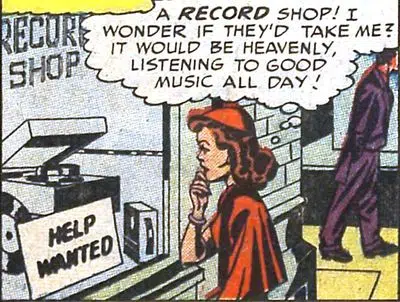 A RECORD SHOP! I
WONDER IF THEY'D TAKE ME?
IT WOULD BE HEAVENLY,
LISTENING TO GOOD
MUSIC ALL DAY!
RECORD
SHOP
HELP
WANTED